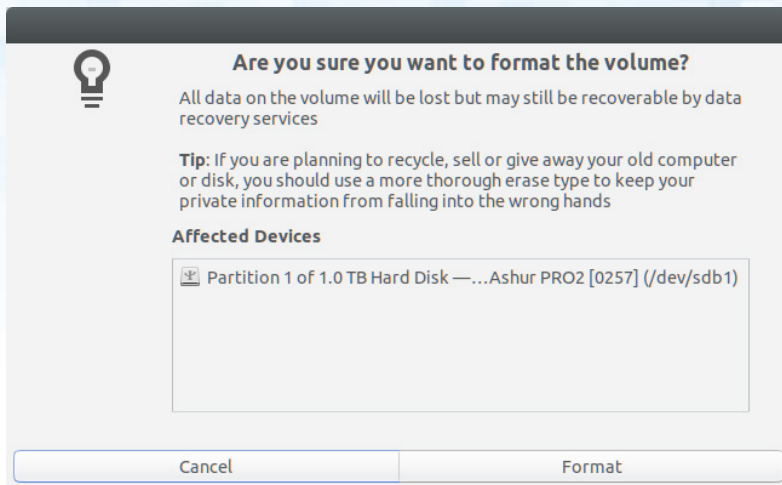 Are you sure you want to format the volume?
All data on the volume will be lost but may still be recoverable by data
recovery services
Tip: If you are planning to recycle, sell or give away your old computer
or disk, you should use a more thorough erase type to keep your
private information from falling into the wrong hands
Affected Devices
Partition 1 of 1.0 TB Hard Disk —…Ashur PRO2 [0257] (/dev/sdb1)
Cancel Format